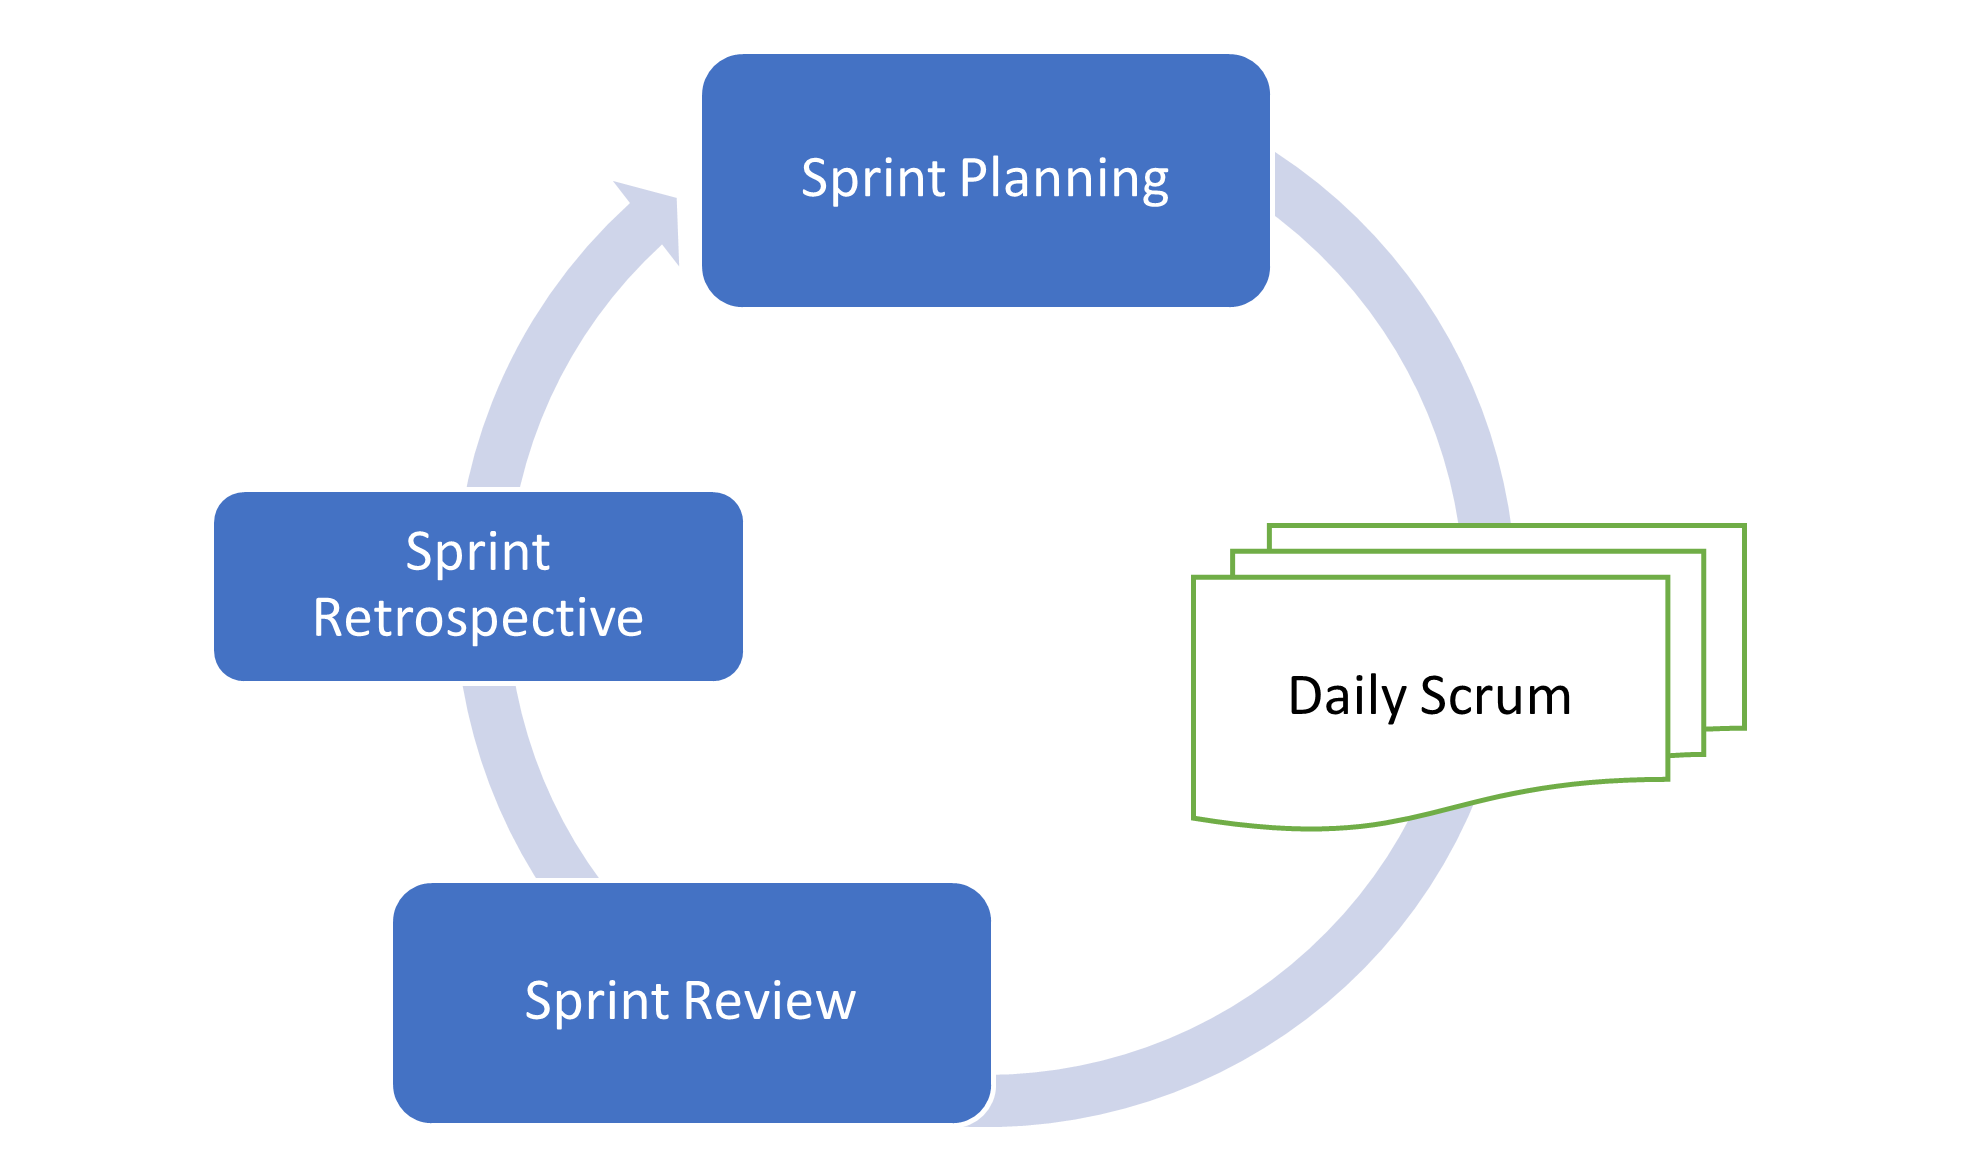 Sprint Planning
Daily Scrum
Sprint Review
Sprint
Retrospective